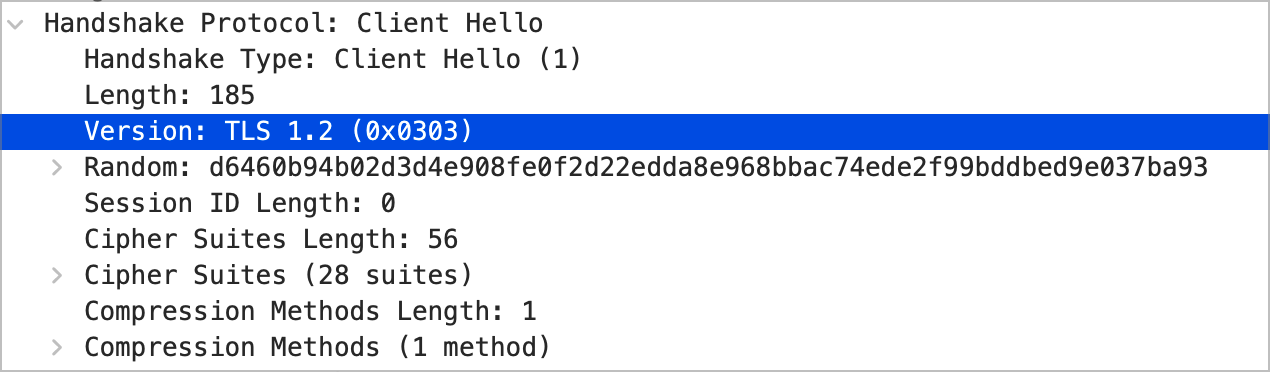 Handshake Protocol: Client Hello
Handshake Type: Client Hello (1)
Length: 185
Version: TLS 1.2 (0x0303)
Random: d6460b94b02d3d4e908fe0f2d22edda8e968bbac74ede2f99bddbed9e037ba93
Session ID Length: 0
Cipher Suites Length: 56
Cipher Suites (28 suites)
Compression Methods Length: 1
Compression Methods (1 method)